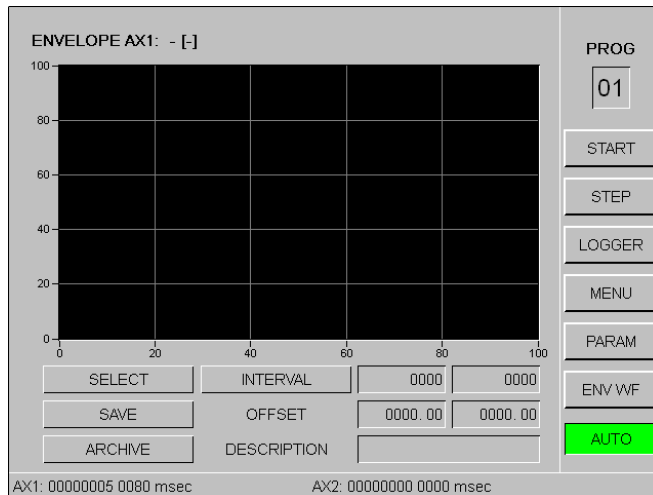 ENVELOPE AX1: - [-]
PROG
01
100
80
60
40
20
0
0 20 40 60 80 100
START
STEP
LOGGER
MENU
PARAM
ENV WF
AUTO
SELECT INTERVAL 0000 0000
SAVE OFFSET 0000.00 0000.00
ARCHIVE DESCRIPTION
AX1: 00000005 0080 msec AX2: 00000000 0000 msec